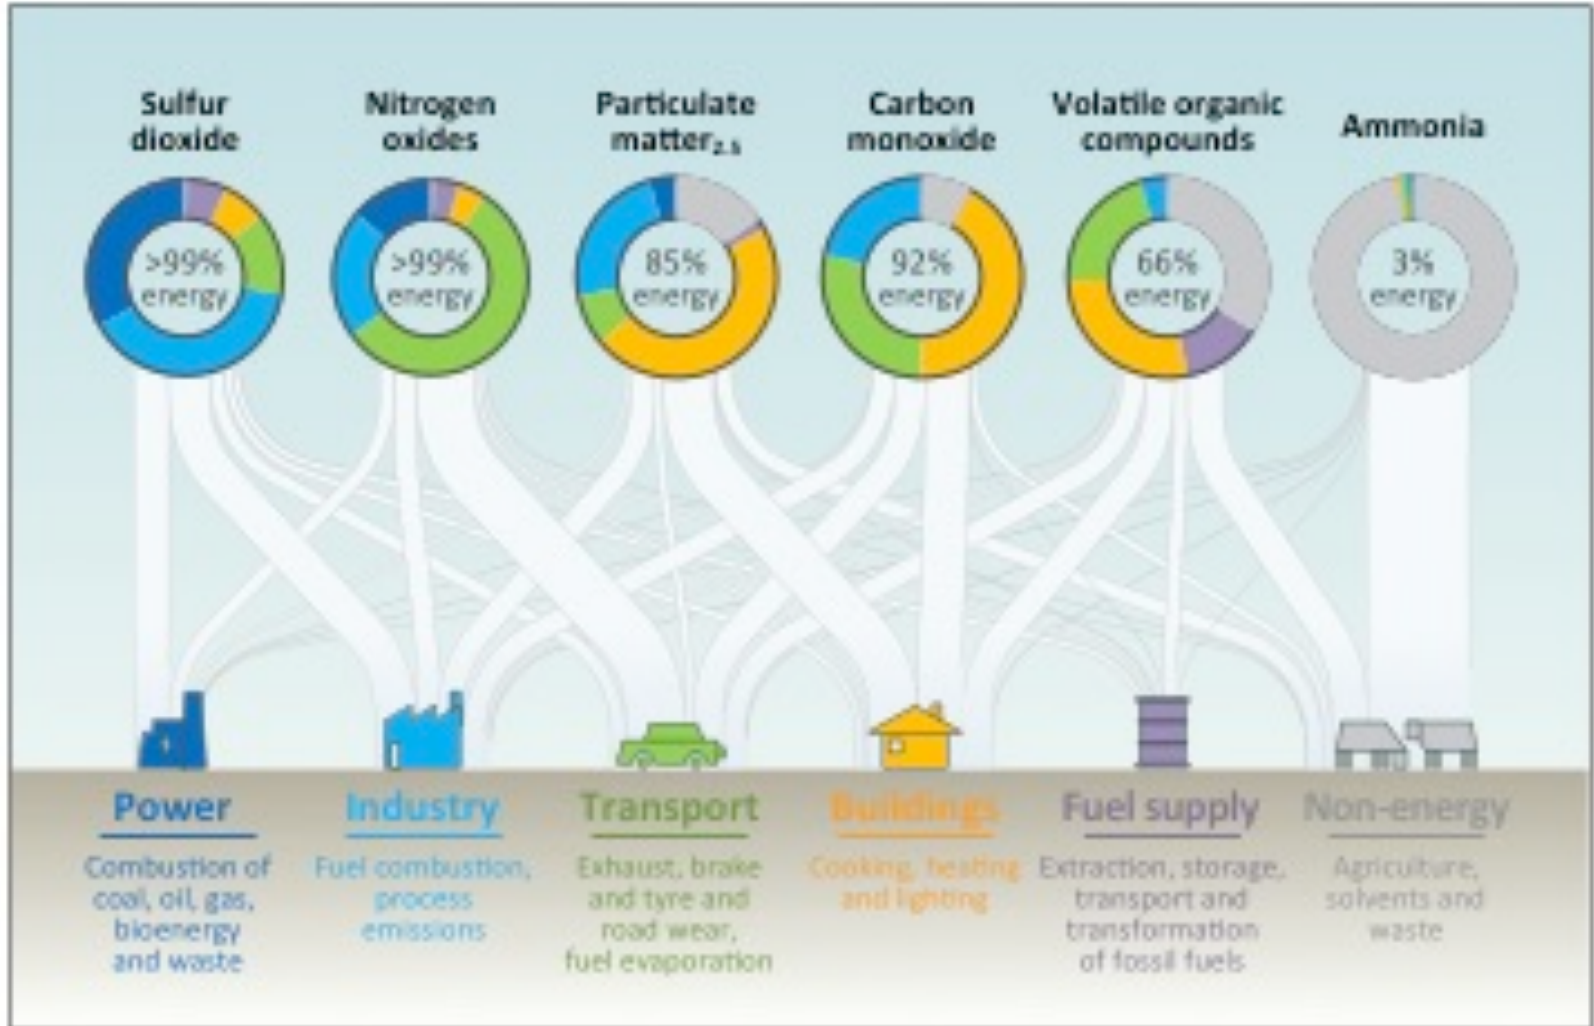 Sulfur
dioxide
Nitrogen
oxides
Particulate
matter₂.₅
Carbon
monoxide
Volatile organic
compounds
Ammonia
>99%
energy
>99%
energy
85%
energy
92%
energy
66%
energy
3%
energy
Power
Combustion of
coal, oil, gas,
bioenergy
and waste
Industry
Fuel combustion,
process
emissions
Transport
Exhaust, brake
and tyre and
road wear,
fuel evaporation
Buildings
Cooking, heating
and lighting
Fuel supply
Extraction, storage,
transport and
transformation
of fossil fuels
Non-energy
Agriculture,
solvents and
waste